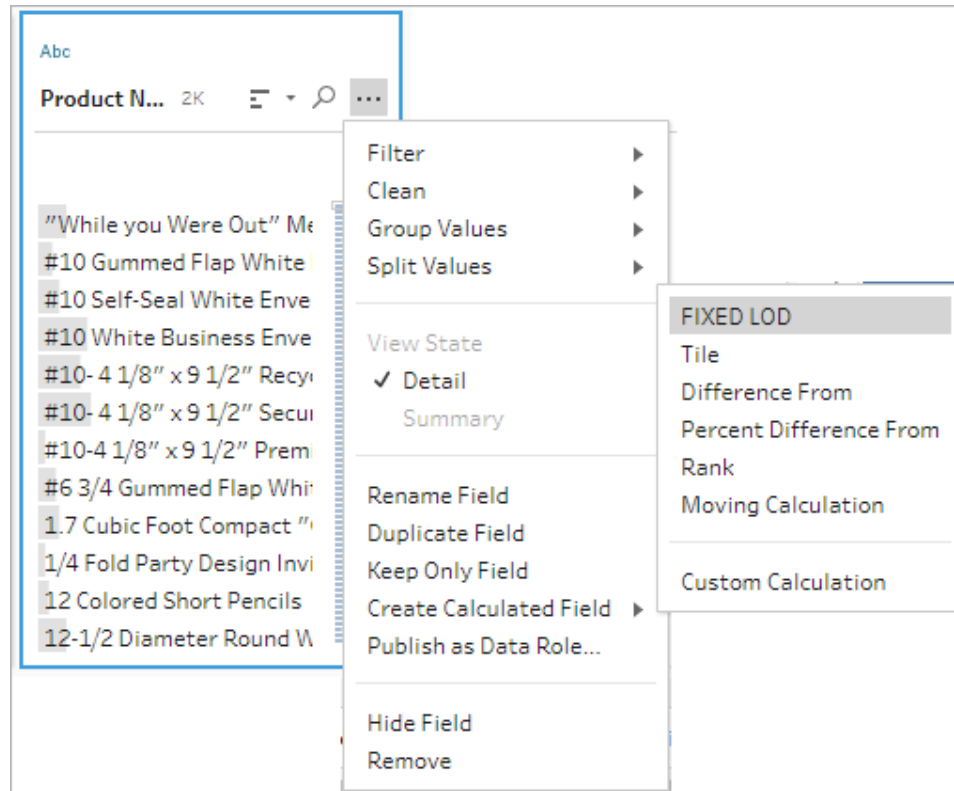 Abc
Product N... 2K
"While you Were Out" Me
#10 Gummed Flap White
#10 Self-Seal White Enve
#10 White Business Enve
#10- 4 1/8" x 9 1/2" Recy
#10- 4 1/8" x 9 1/2" Secur
#10-4 1/8" x 9 1/2" Premi
#6 3/4 Gummed Flap Whit
1.7 Cubic Foot Compact "
1/4 Fold Party Design Invi
12 Colored Short Pencils
12-1/2 Diameter Round W
Filter
Clean
Group Values
Split Values
View State
✓ Detail
Summary
Rename Field
Duplicate Field
Keep Only Field
Create Calculated Field
Publish as Data Role...
Hide Field
Remove
FIXED LOD
Tile
Difference From
Percent Difference From
Rank
Moving Calculation
Custom Calculation